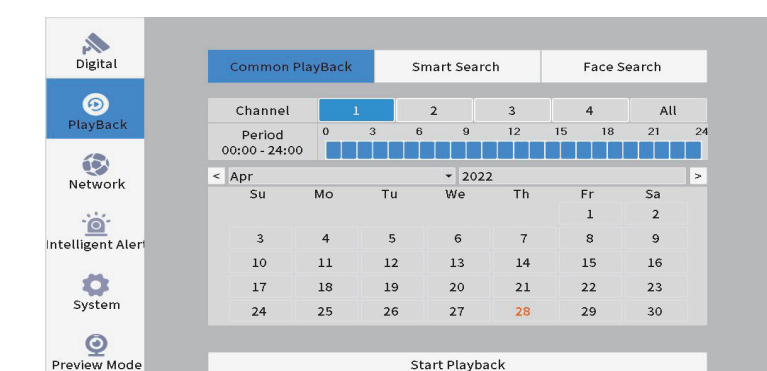 Digital
PlayBack
Network
Intelligent Alert
System
Preview Mode
Common PlayBack Smart Search Face Search
Channel 1 2 3 4 All
Period 0 3 6 9 12 15 18 21 24
00:00 - 24:00
< Apr 2022 >
Su Mo Tu We Th Fr Sa
1 2
3 4 5 6 7 8 9
10 11 12 13 14 15 16
17 18 19 20 21 22 23
24 25 26 27 28 29 30
Start Playback